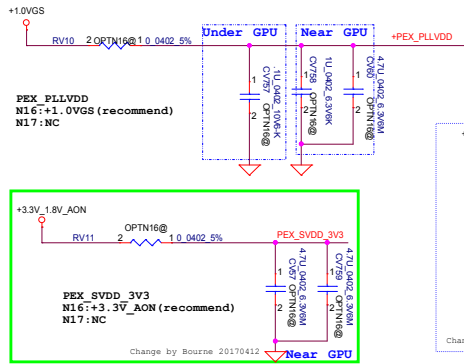 +1.0VGS
RV10 2 OPTN16@ 1 0_0402_5%
Under GPU
Near GPU
+PEX_PLLVDD
1
2
.1U_0402_10V6-K
CV757
OPTN16@
1
2
1U_0402_6.3V6K
CV758
OPTN16@
1
2
4.7U_0402_6.3V6M
CV60
OPTN16@
PEX_PLLVDD
N16:+1.0VGS(recommend)
N17:NC
+3.3V_1.8V_AON
OPTN16@
RV11 2 1 0_0402_5%
PEX_SVDD_3V3
1
2
4.7U_0402_6.3V6M
CV57
OPTN16@
1
2
4.7U_0402_6.3V6M
CV759
OPTN16@
PEX_SVDD_3V3
N16:+3.3V_AON(recommend)
N17:NC
Change by Bourne 20170412
Near GPU
+
Cha